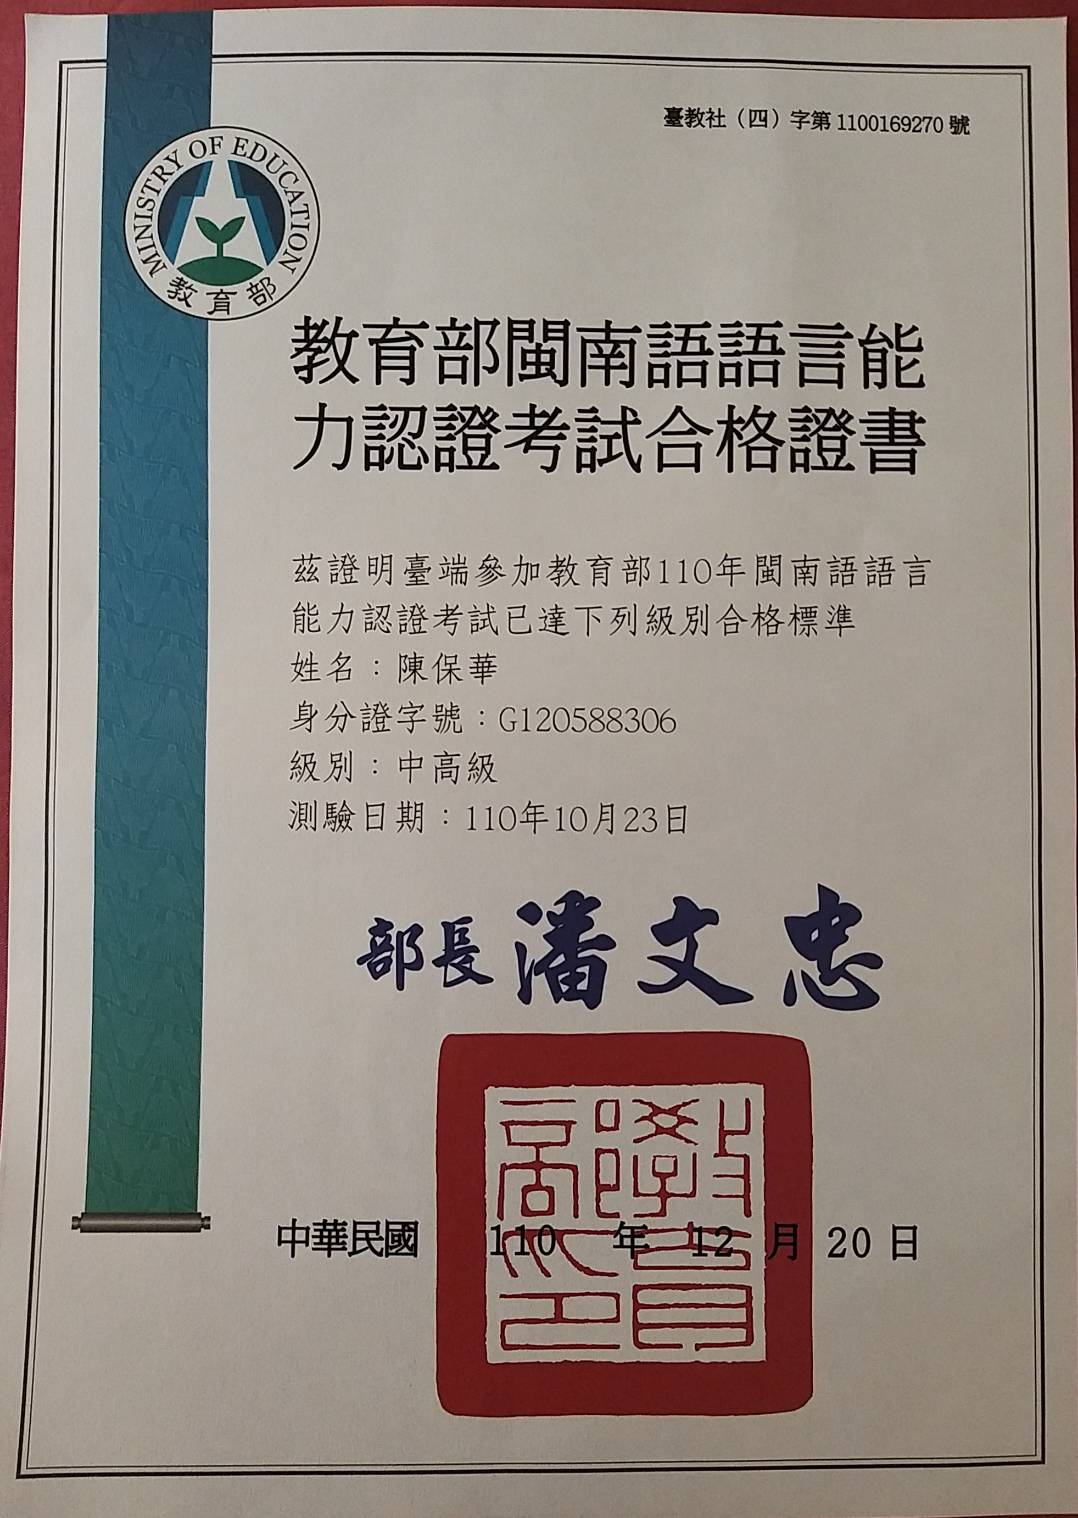 臺教社（四）字第1100169270號
MINISTRY OF EDUCATION
教育部
教育部閩南語語言能
力認證考試合格證書
茲證明臺端參加教育部110年閩南語語言
能力認證考試已達下列級別合格標準
姓名：陳保華
身分證字號：G120588306
級別：中高級
測驗日期：110年10月23日
部長潘文忠
教育部印
中華民國 110 年 12 月 20 日